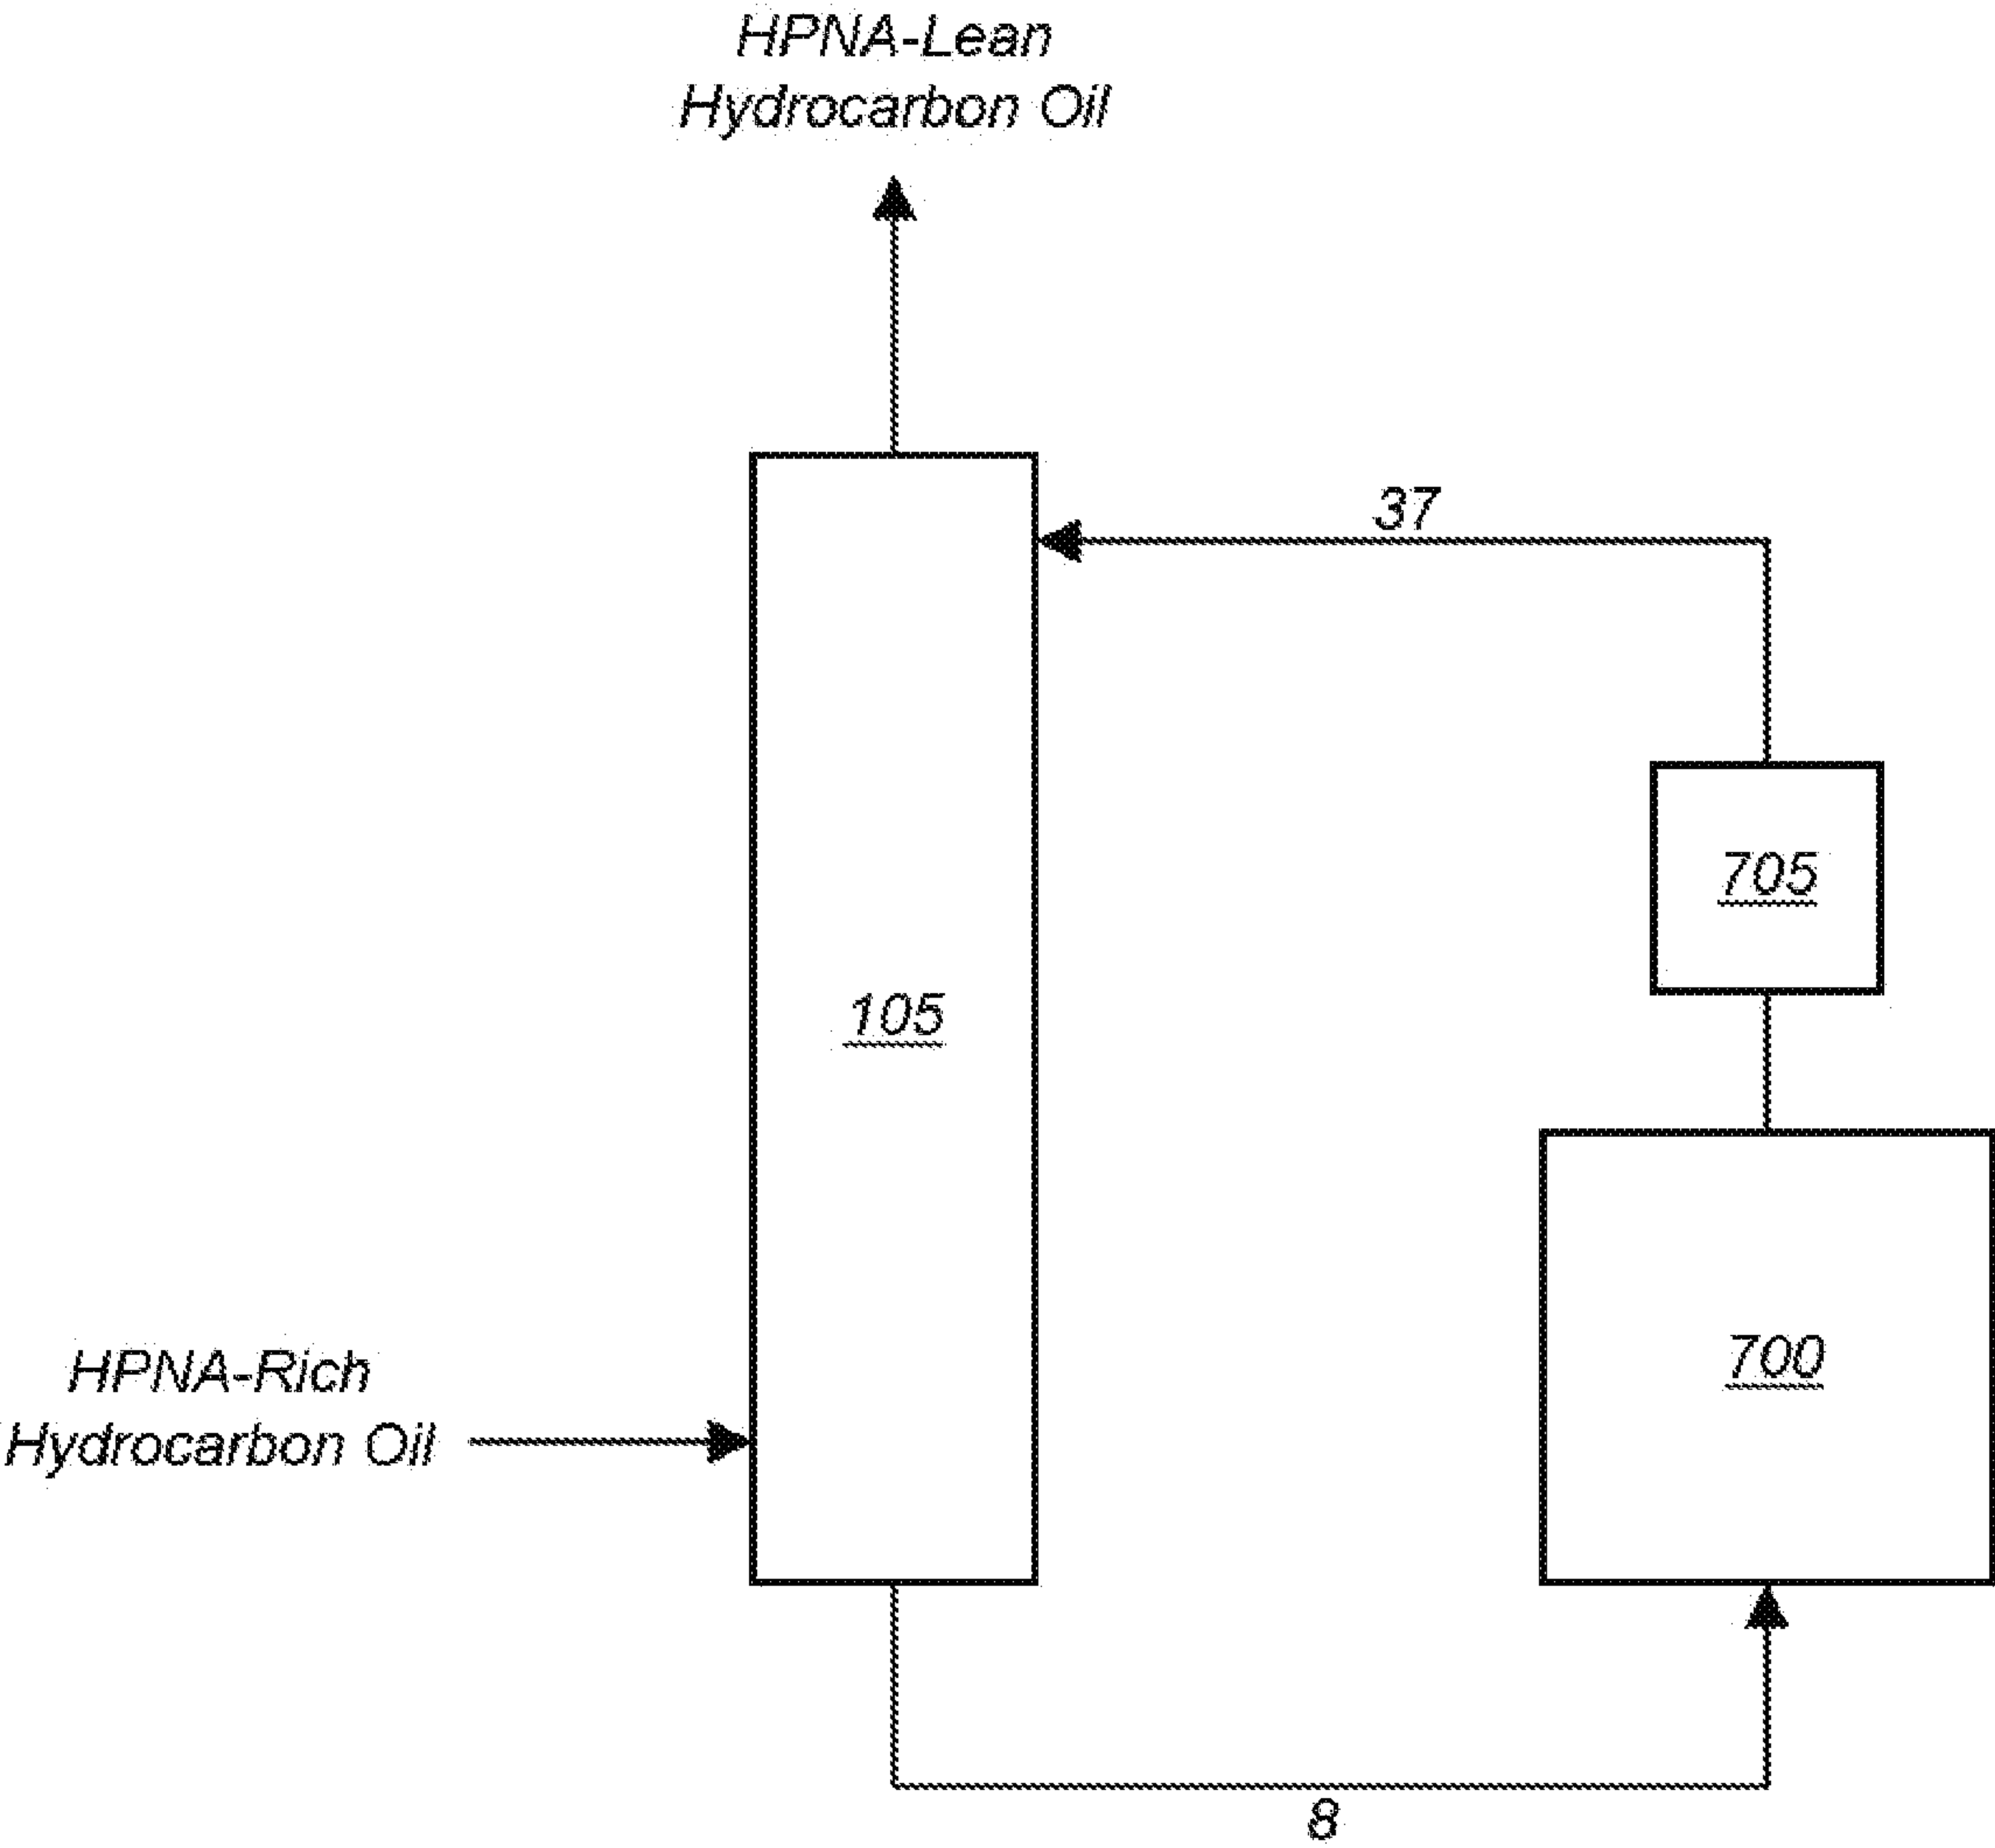 HPNA-Lean
Hydrocarbon Oil
37
705
105
700
HPNA-Rich
Hydrocarbon Oil
8